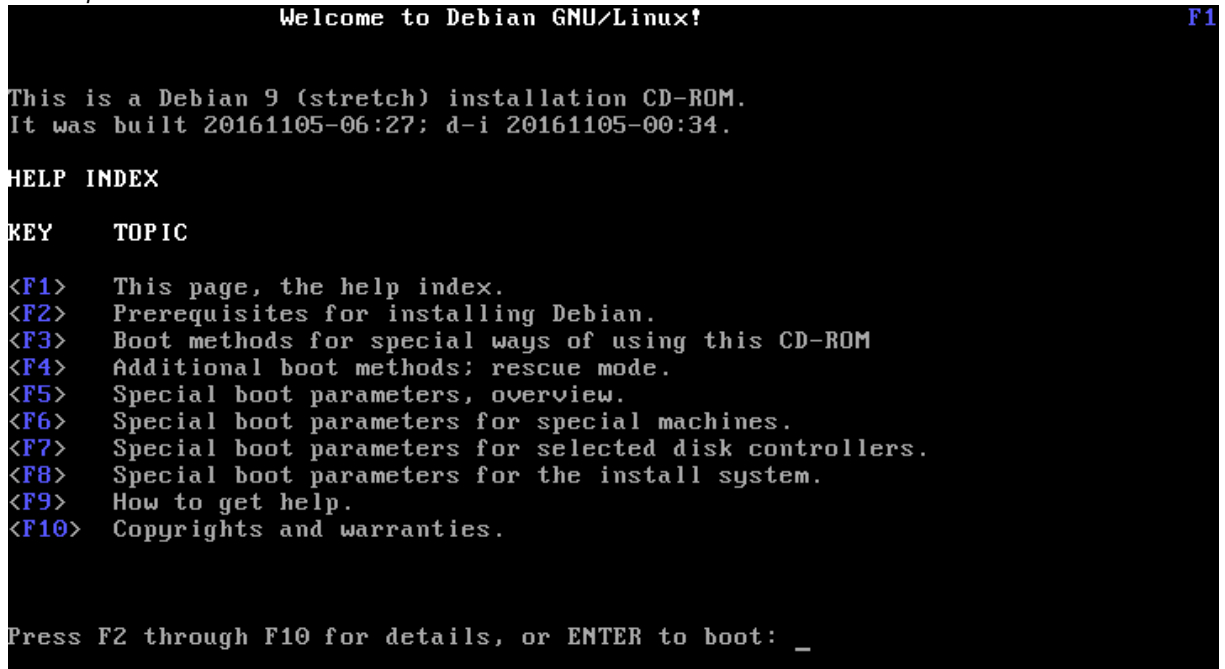 Welcome to Debian GNU/Linux! F1
This is a Debian 9 (stretch) installation CD-ROM.
It was built 20161105-06:27; d-i 20161105-00:34.
HELP INDEX
KEY TOPIC
<F1> This page, the help index.
<F2> Prerequisites for installing Debian.
<F3> Boot methods for special ways of using this CD-ROM
<F4> Additional boot methods; rescue mode.
<F5> Special boot parameters, overview.
<F6> Special boot parameters for special machines.
<F7> Special boot parameters for selected disk controllers.
<F8> Special boot parameters for the install system.
<F9> How to get help.
<F10> Copyrights and warranties.
Press F2 through F10 for details, or ENTER to boot: _